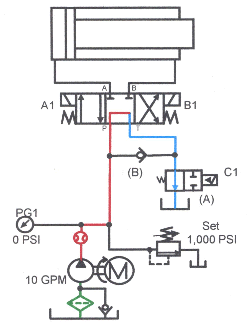 A B
A1 B1
P T
C1
(B)
(A)
PG1
0 PSI
Set
1,000 PSI
10 GPM
M